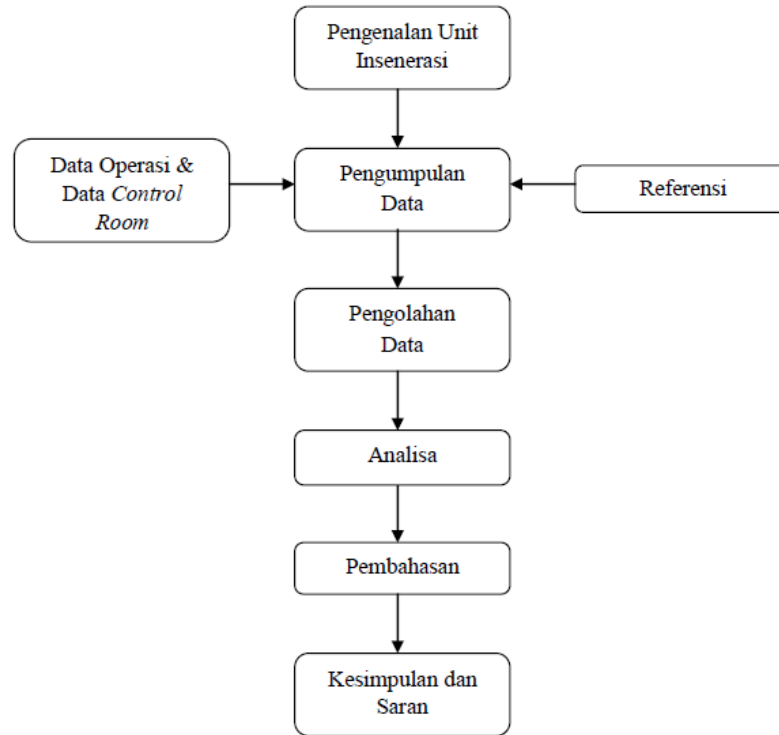 Pengenalan Unit
Insenerasi
Data Operasi &
Data Control
Room
Pengumpulan
Data
Referensi
Pengolahan
Data
Analisa
Pembahasan
Kesimpulan dan
Saran